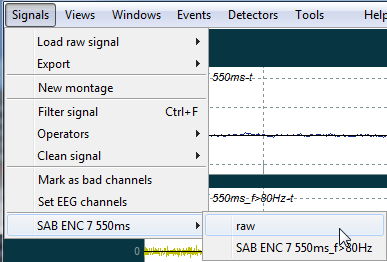 Signals Views Windows Events Detectors Tools Help
Load raw signal
Export
550ms-t
New montage
Filter signal Ctrl+F
Operators
Clean signal
Mark as bad channels
550ms_f>80Hz-t
Set EEG channels
SAB ENC 7 550ms
raw
0
SAB ENC 7 550ms_f>80Hz